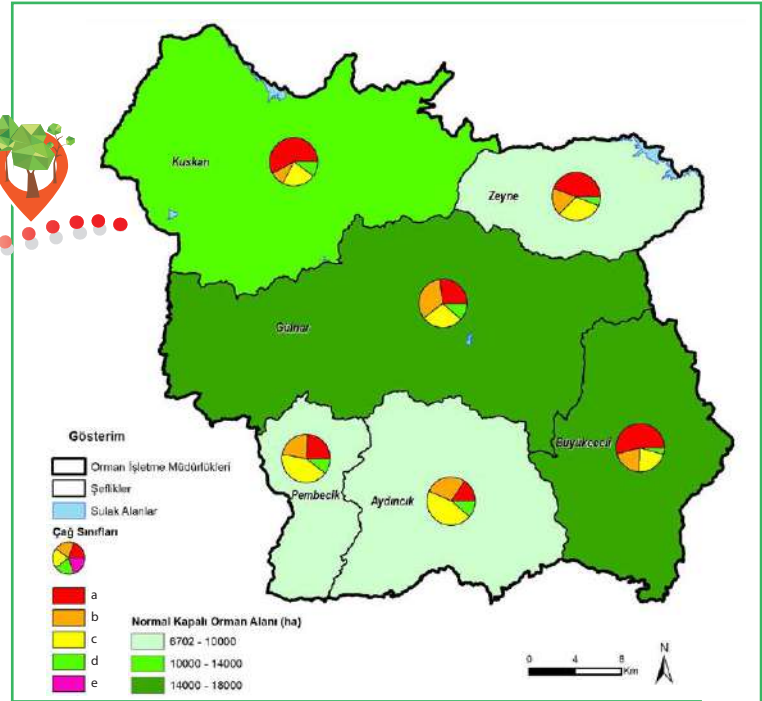 Kuskan
Zeyne
Gülnar
Büyükeceli
Pembecik
Aydıncık
Gösterim
Orman İşletme Müdürlükleri
Şeflikler
Sulak Alanlar
Çağ Sınıfları
a
b
c
d
e
Normal Kapalı Orman Alanı (ha)
6702 - 10000
10000 - 14000
14000 - 18000
0 4 8
Km
N